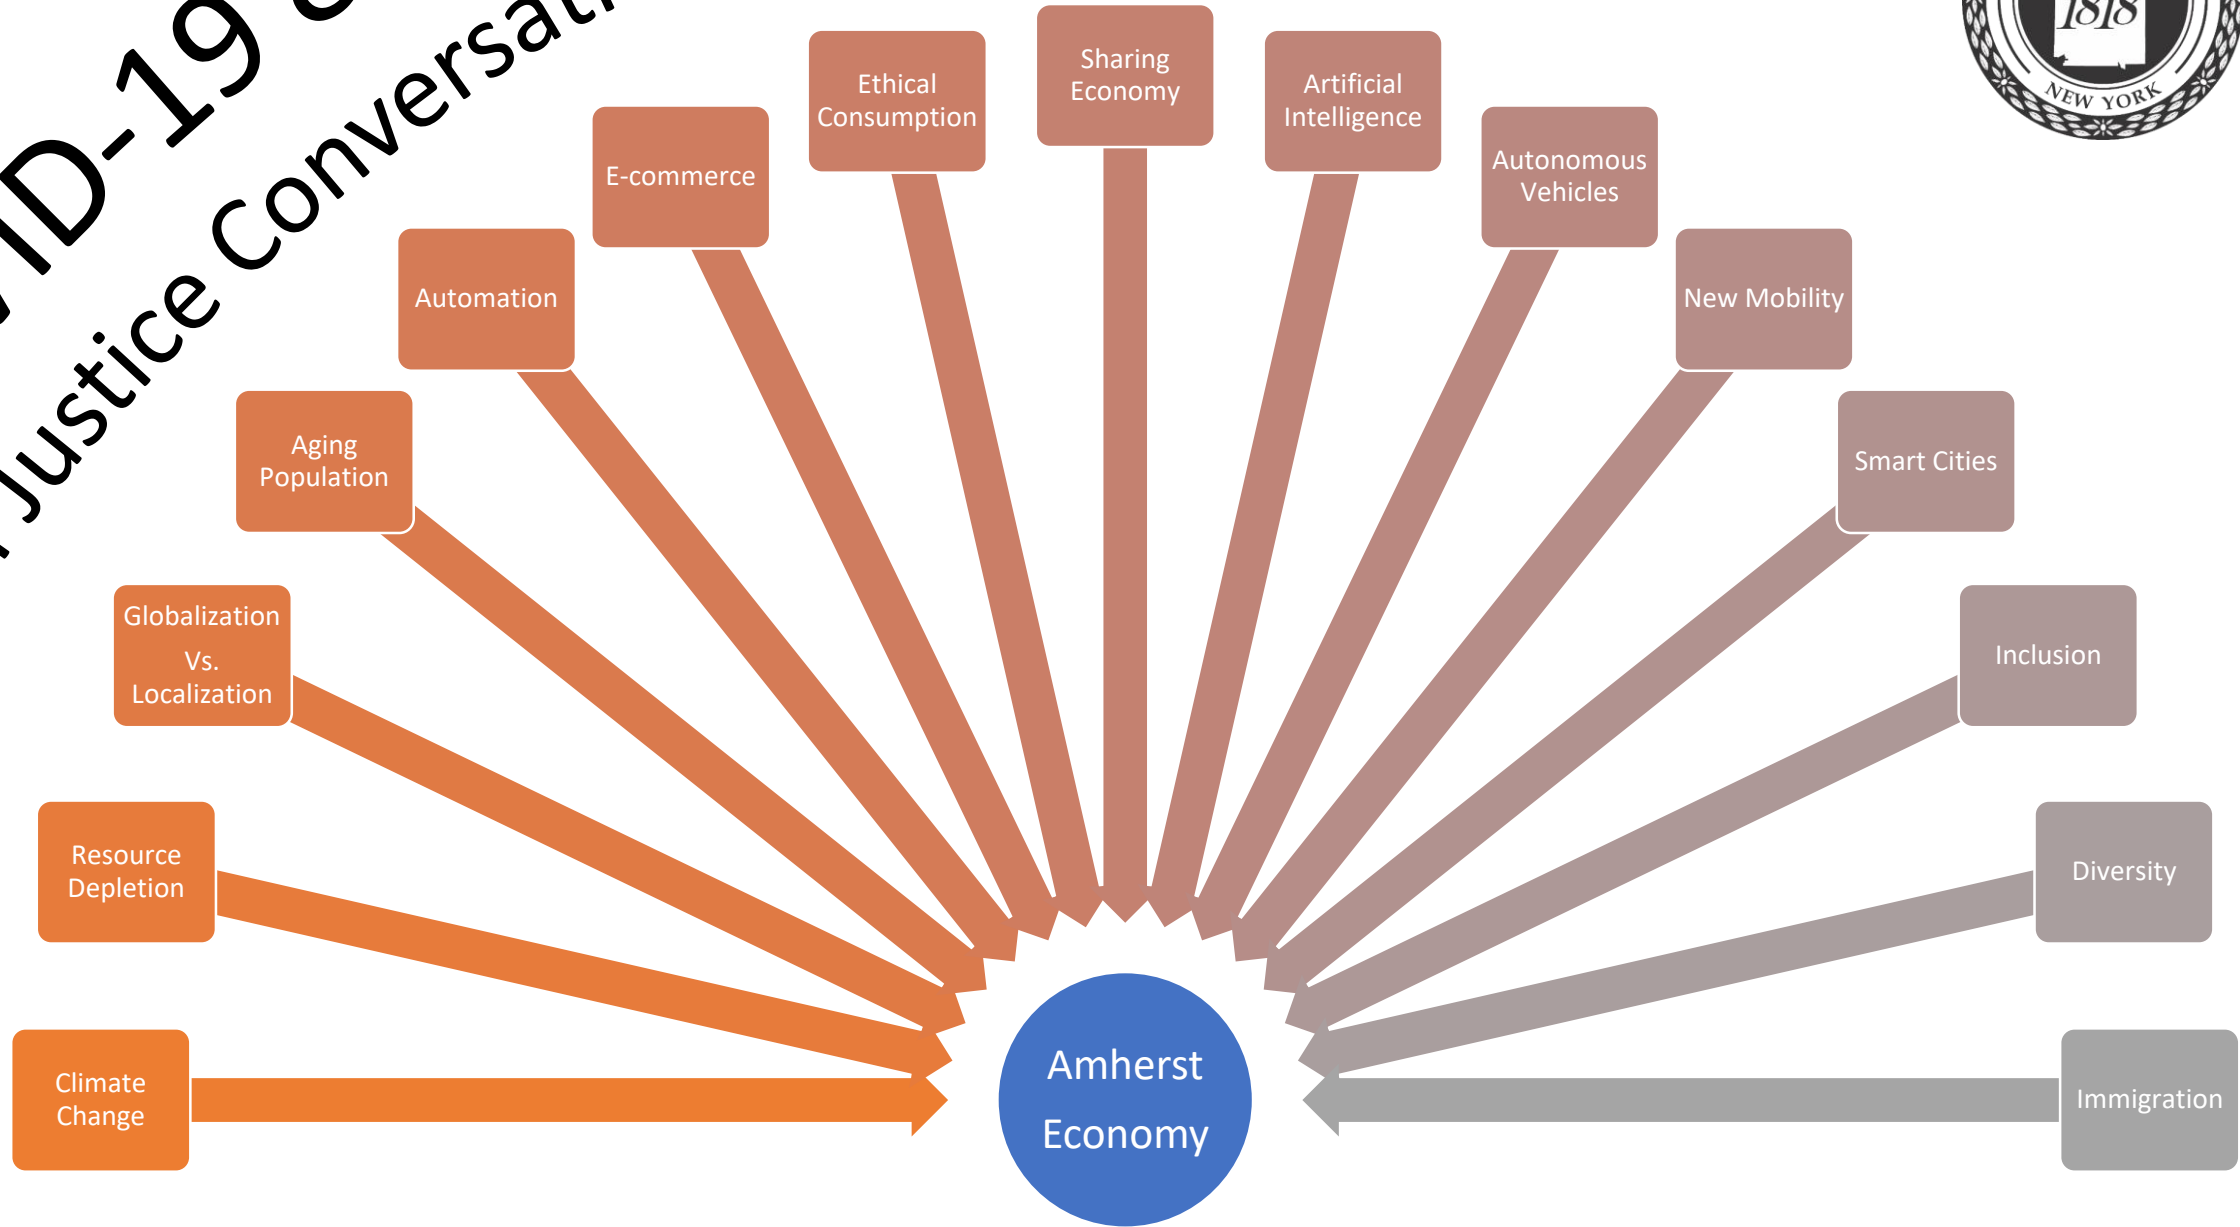 Justice Conversati
1818
NEW YORK
Sharing
Economy
Ethical
Consumption
Artificial
Intelligence
E-commerce
Autonomous
Vehicles
Automation
New Mobility
Aging
Population
Smart Cities
Globalization
Vs.
Localization
Inclusion
Resource
Depletion
Diversity
Climate
Change
Amherst
Economy
Immigration